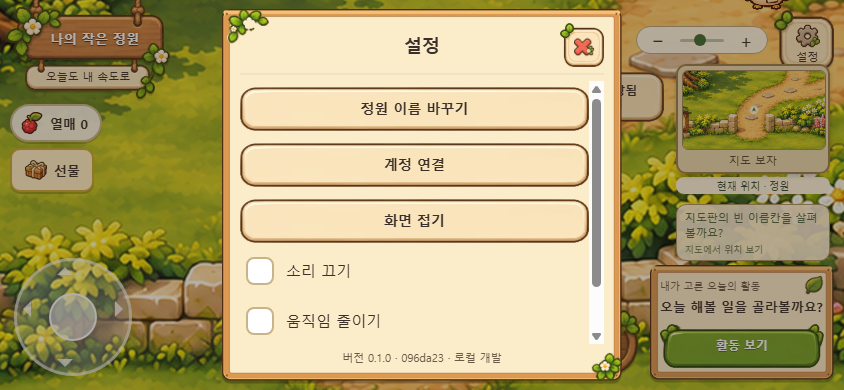 나의 작은 정원
오늘도 내 속도로
열매 0
선물
설정
정원 이름 바꾸기
계정 연결
화면 접기
소리 끄기
움직임 줄이기
버전 0.1.0 · 096da23 · 로컬 개발
− +
설정
지도 보자
현재 위치 · 정원
지도판의 빈 이름칸을 살펴
볼까요?
지도에서 위치 보기
내가 고른 오늘의 활동
오늘 해볼 일을 골라볼까요?
활동 보기